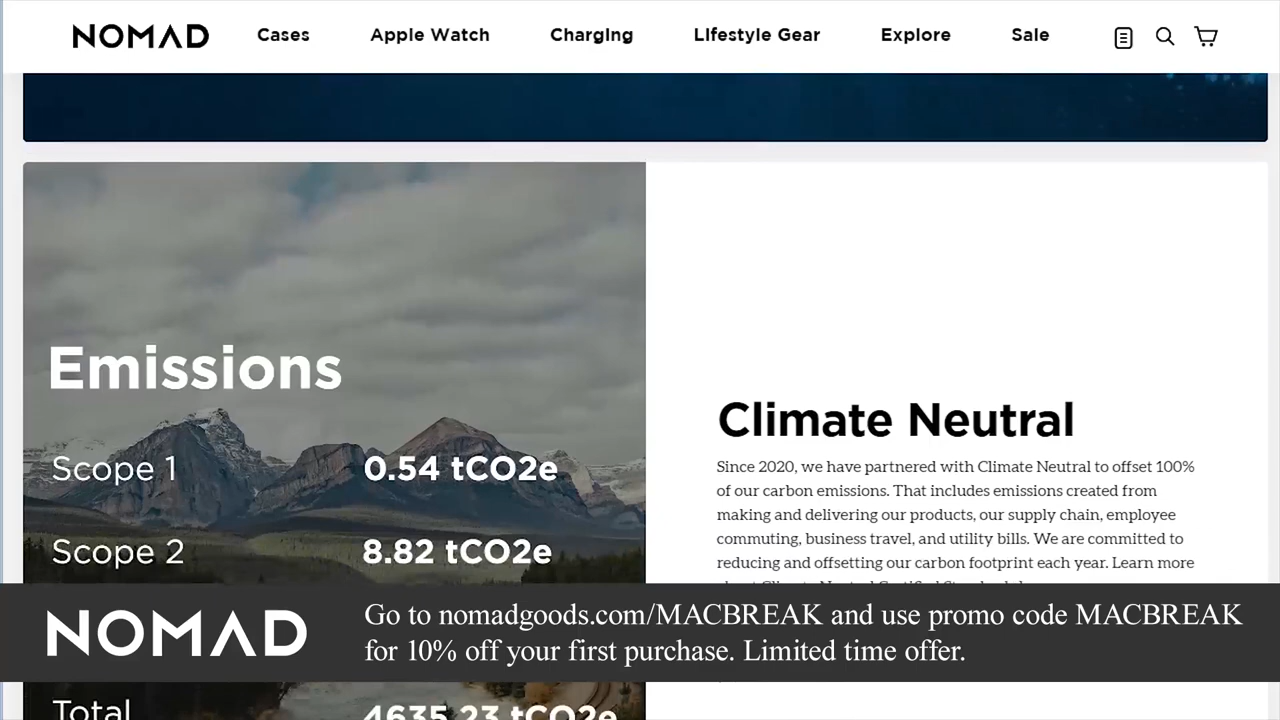 NOMAD
Cases
Apple Watch
Charging
Lifestyle Gear
Explore
Sale
Emissions
Scope 1
0.54 tCO2e
Scope 2
8.82 tCO2e
Total
4635.23 tCO2e
Climate Neutral
Since 2020, we have partnered with Climate Neutral to offset 100%
of our carbon emissions. That includes emissions created from
making and delivering our products, our supply chain, employee
commuting, business travel, and utility bills. We are committed to
reducing and offsetting our carbon footprint each year. Learn more
NOMAD
Go to nomadgoods.com/MACBREAK and use promo code MACBREAK
for 10% off your first purchase. Limited time offer.